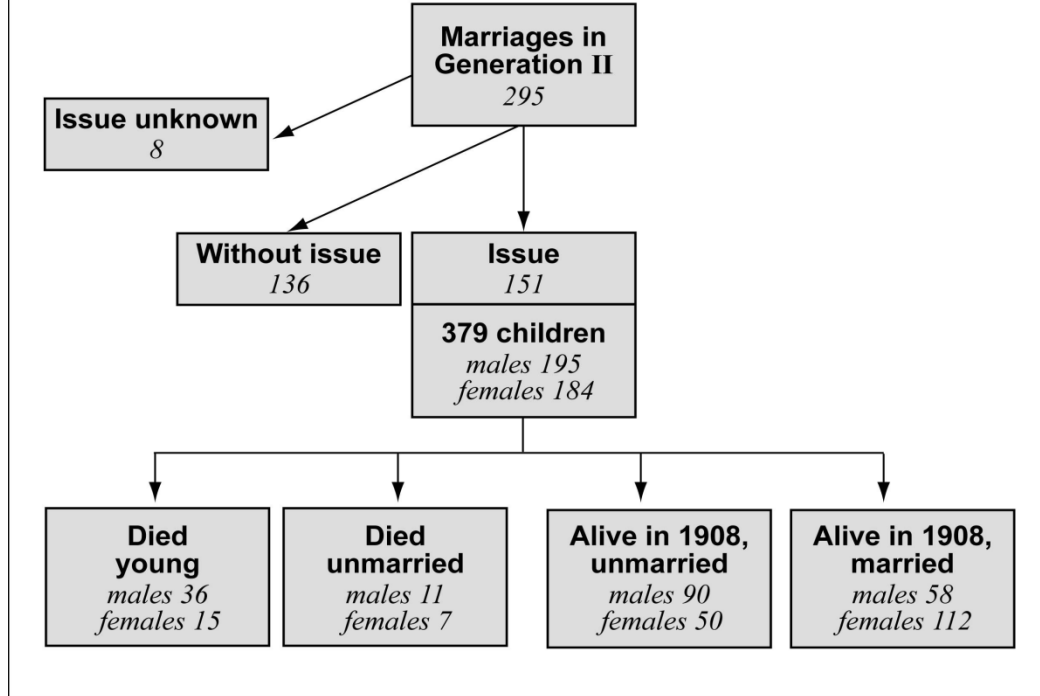 Marriages in
Generation II
295
Issue unknown
8
Without issue
136
Issue
151
379 children
males 195
females 184
Died
young
males 36
females 15
Died
unmarried
males 11
females 7
Alive in 1908,
unmarried
males 90
females 50
Alive in 1908,
married
males 58
females 112